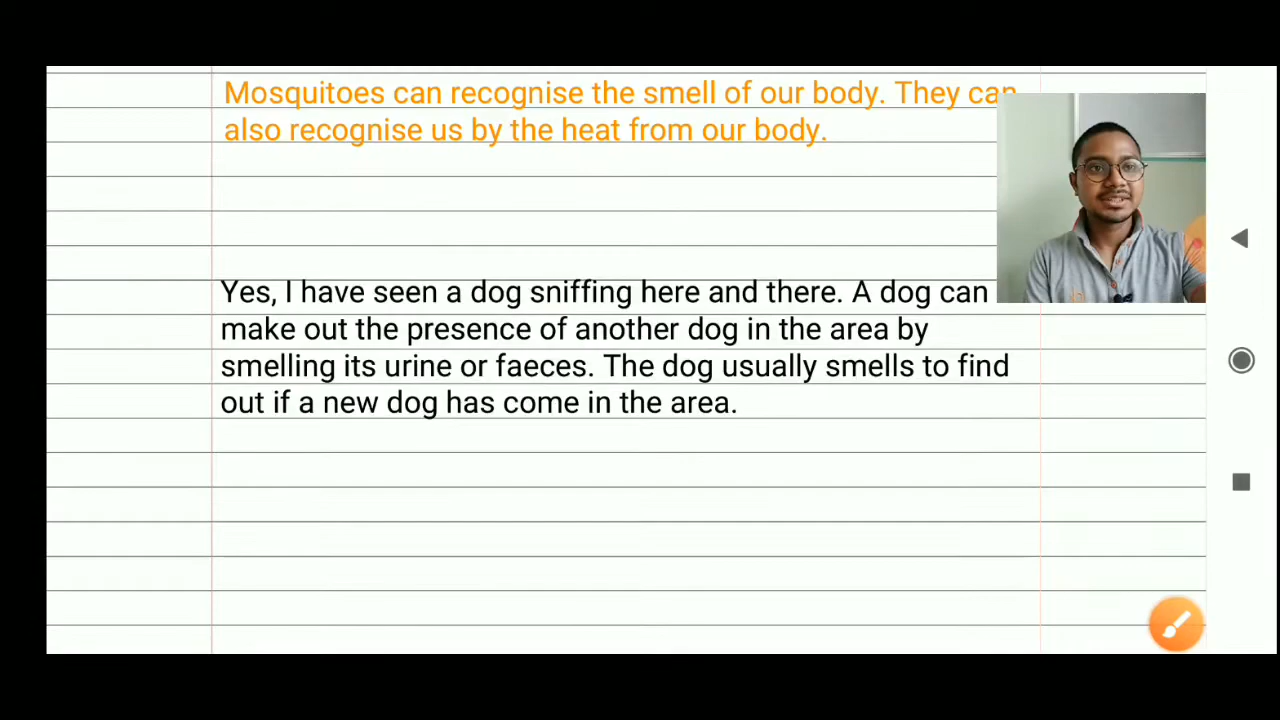 Mosquitoes can recognise the smell of our body. They can
also recognise us by the heat from our body.
Yes, I have seen a dog sniffing here and there. A dog can
make out the presence of another dog in the area by
smelling its urine or faeces. The dog usually smells to find
out if a new dog has come in the area.